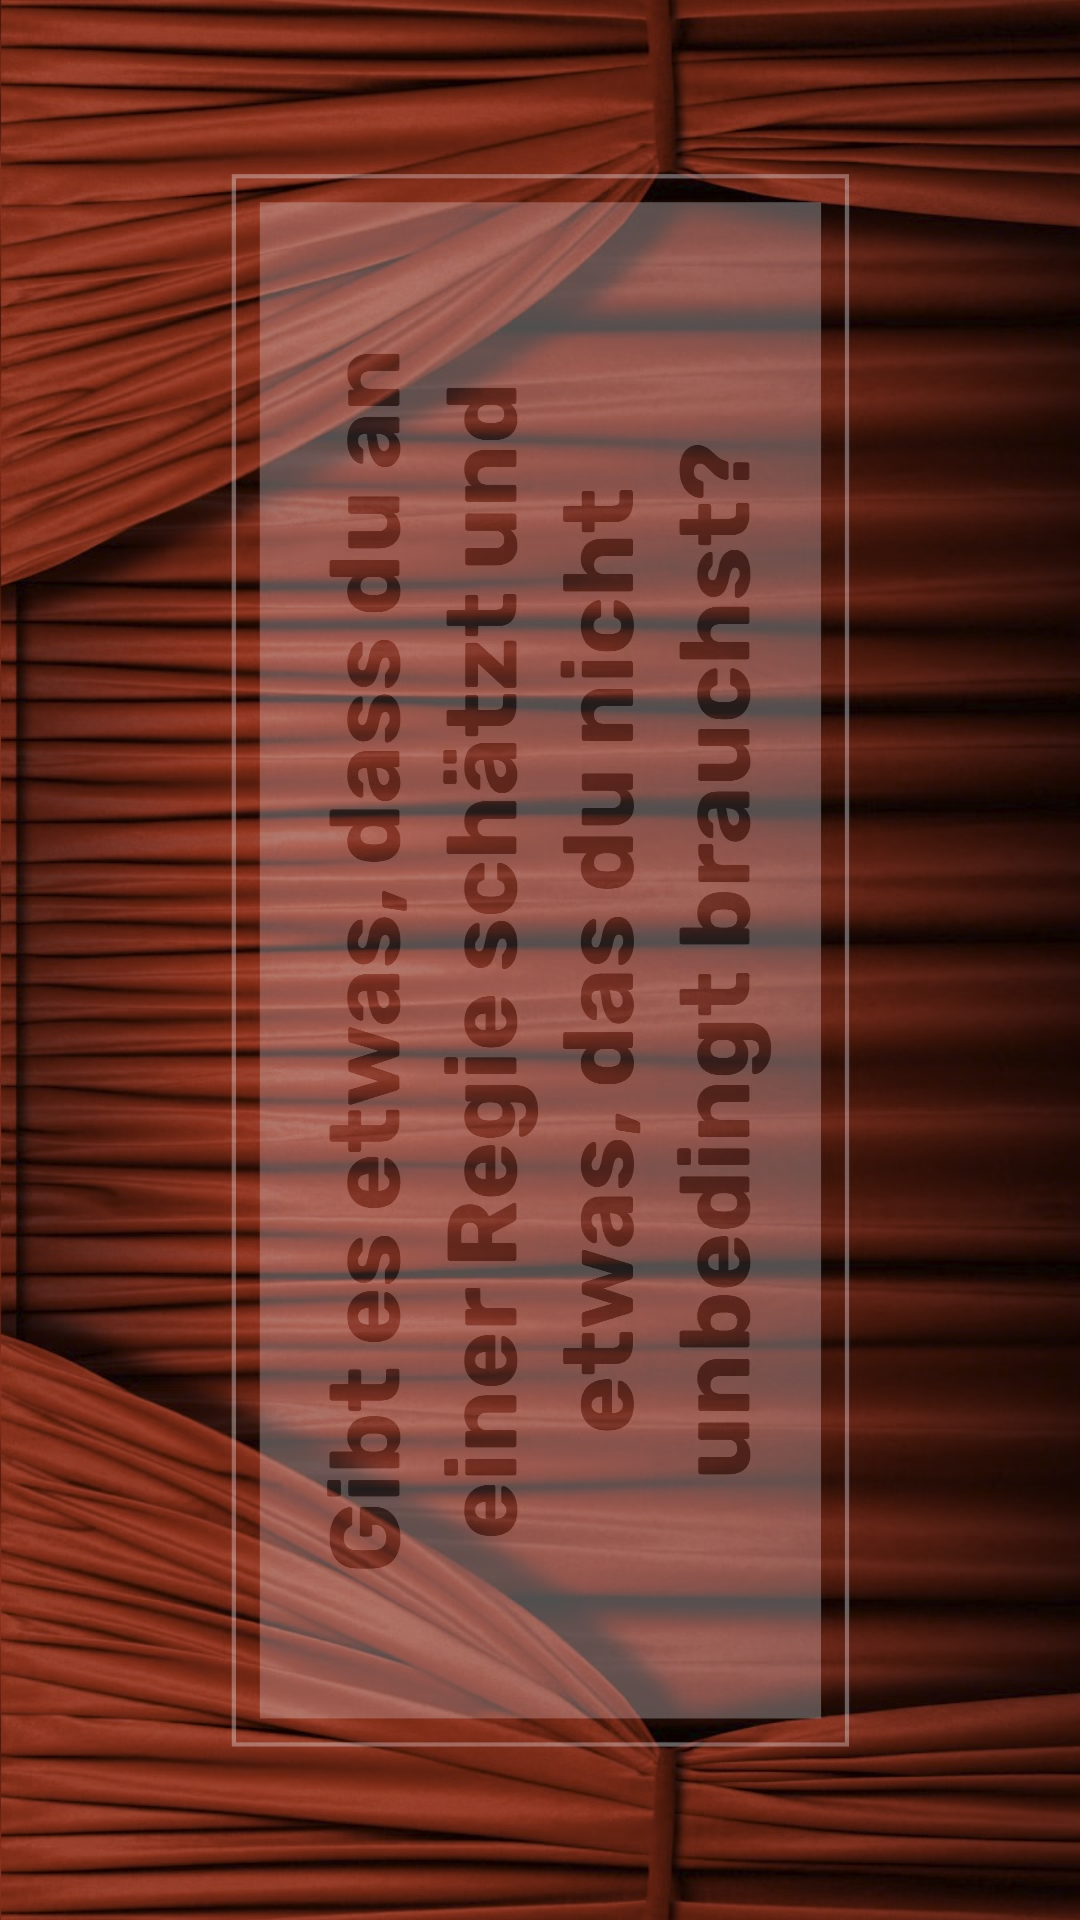 Gibt es etwas, dass du an
einer Regie schätzt und
etwas, das du nicht
unbedingt brauchst?